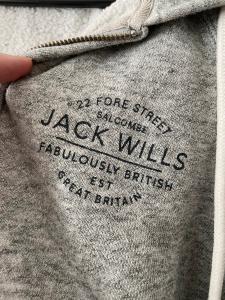 22 FORE STREET
SALCOMBE
JACK WILLS
FABULOUSLY BRITISH
EST
GREAT BRITAIN